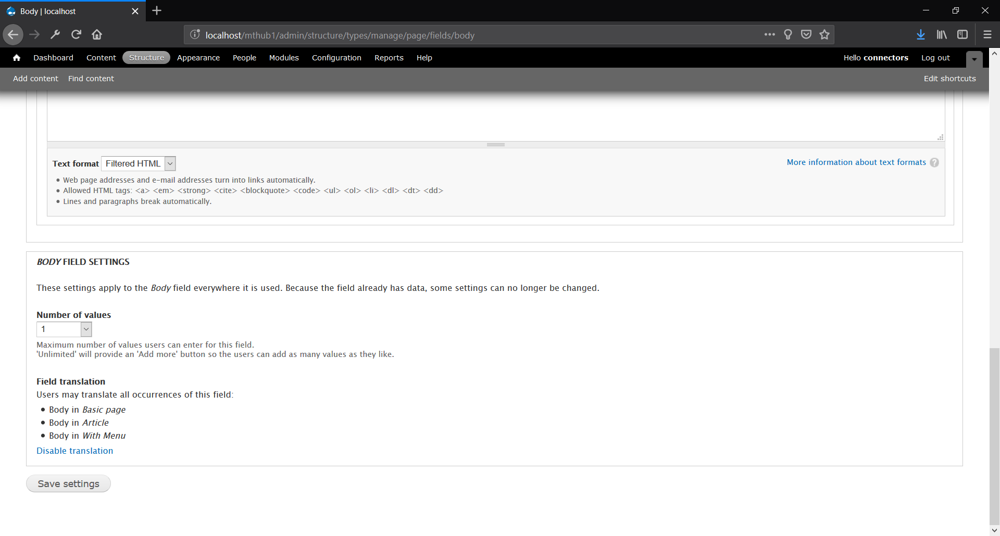 Body | localhost
localhost/mthub1/admin/structure/types/manage/page/fields/body
Dashboard Content Structure Appearance People Modules Configuration Reports Help Hello connectors Log out
Add content Find content Edit shortcuts
Text format Filtered HTML More information about text formats ?
• Web page addresses and e-mail addresses turn into links automatically.
• Allowed HTML tags: <a> <em> <strong> <cite> <blockquote> <code> <ul> <ol> <li> <dl> <dt> <dd>
• Lines and paragraphs break automatically.
BODY FIELD SETTINGS
These settings apply to the Body field everywhere it is used. Because the field already has data, some settings can no longer be changed.
Number of values
1
Maximum number of values users can enter for this field.
'Unlimited' will provide an 'Add more' button so the users can add as many values as they like.
Field translation
Users may translate all occurrences of this field:
• Body in Basic page
• Body in Article
• Body in With Menu
Disable translation
Save settings